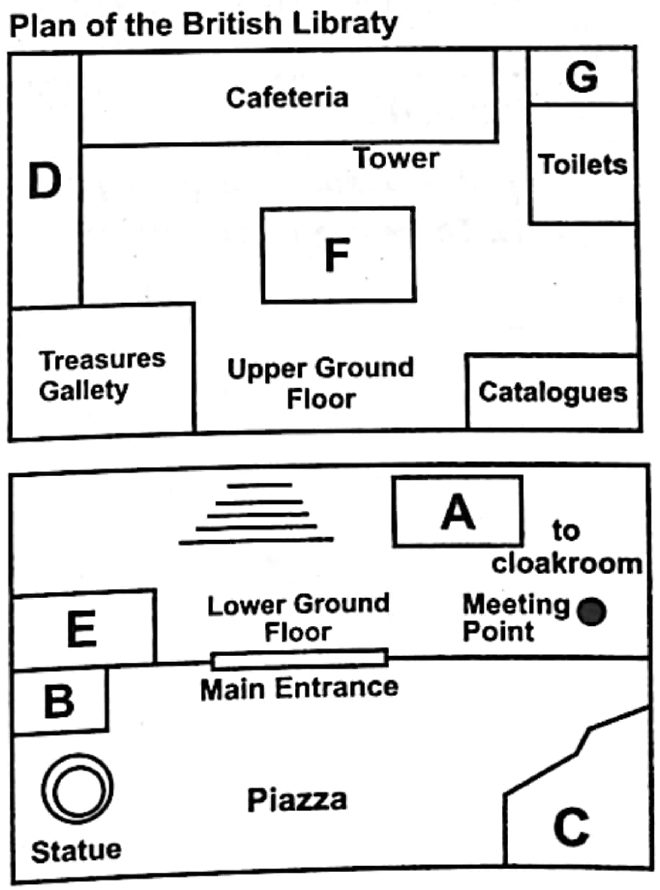 Plan of the British Libraty
Cafeteria
G
D
Tower
Toilets
F
Treasures
Gallety
Upper Ground
Floor
Catalogues
A
to
cloakroom
E
Lower Ground
Floor
Meeting
Point
B
Main Entrance
Piazza
C
Statue